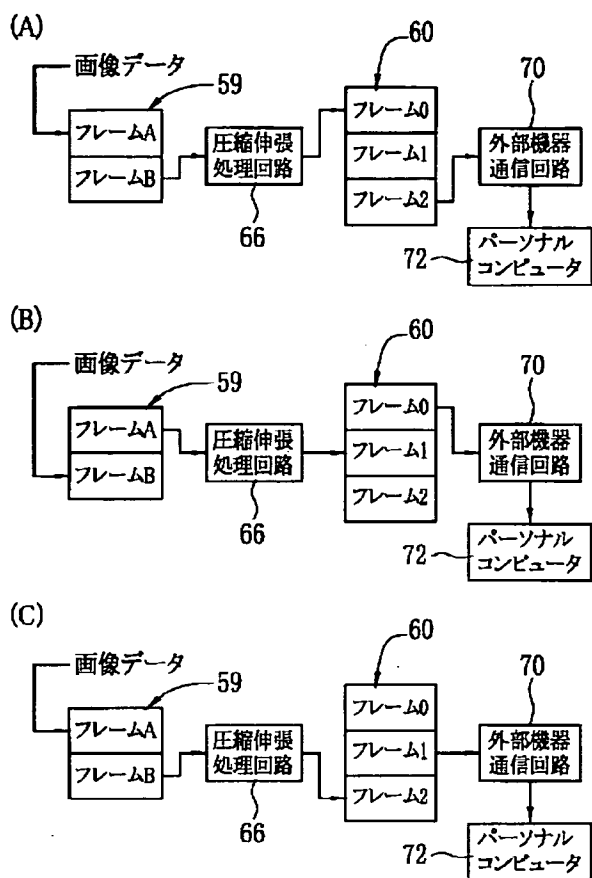 (A)
画像データ
59
フレームA
フレームB
圧縮伸張
処理回路
66
60
フレーム0
フレーム1
フレーム2
70
外部機器
通信回路
72
パーソナル
コンピュータ
(B)
画像データ
59
フレームA
フレームB
圧縮伸張
処理回路
66
60
フレーム0
フレーム1
フレーム2
70
外部機器
通信回路
72
パーソナル
コンピュータ
(C)
画像データ
59
フレームA
フレームB
圧縮伸張
処理回路
66
60
フレーム0
フレーム1
フレーム2
70
外部機器
通信回路
72
パーソナル
コンピュータ